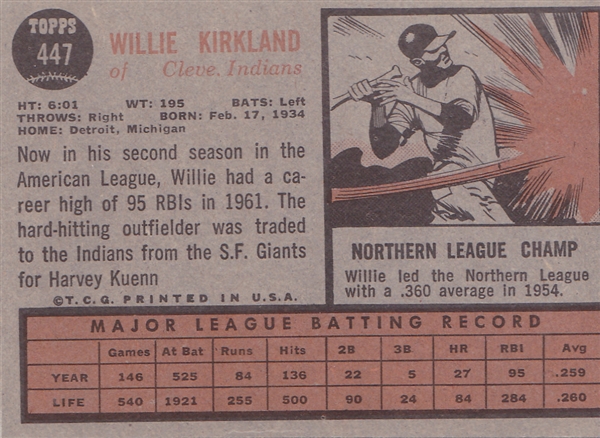 TOPPS
447
WILLIE KIRKLAND
of Cleve. Indians
HT: 6:01 WT: 195 BATS: Left
THROWS: Right BORN: Feb. 17, 1934
HOME: Detroit, Michigan
Now in his second season in the
American League, Willie had a ca-
reer high of 95 RBIs in 1961. The
hard-hitting outfielder was traded
to the Indians from the S.F. Giants
for Harvey Kuenn
©T.C.G. PRINTED IN U.S.A.
NORTHERN LEAGUE CHAMP
Willie led the Northern League
with a .360 average in 1954.
MAJOR LEAGUE BATTING RECORD
Games At Bat Runs Hits 2B 3B HR RBI Avg
YEAR 146 525 84 136 22 5 27 95 .259
LIFE 540 1921 255 500 90 24 84 284 .260